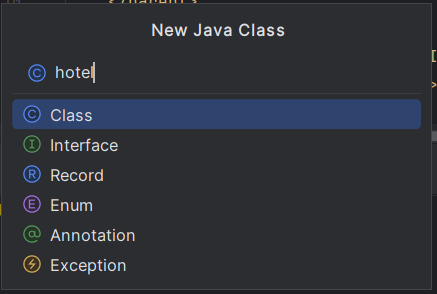 New Java Class
hotel
Class
Interface
Record
Enum
Annotation
Exception